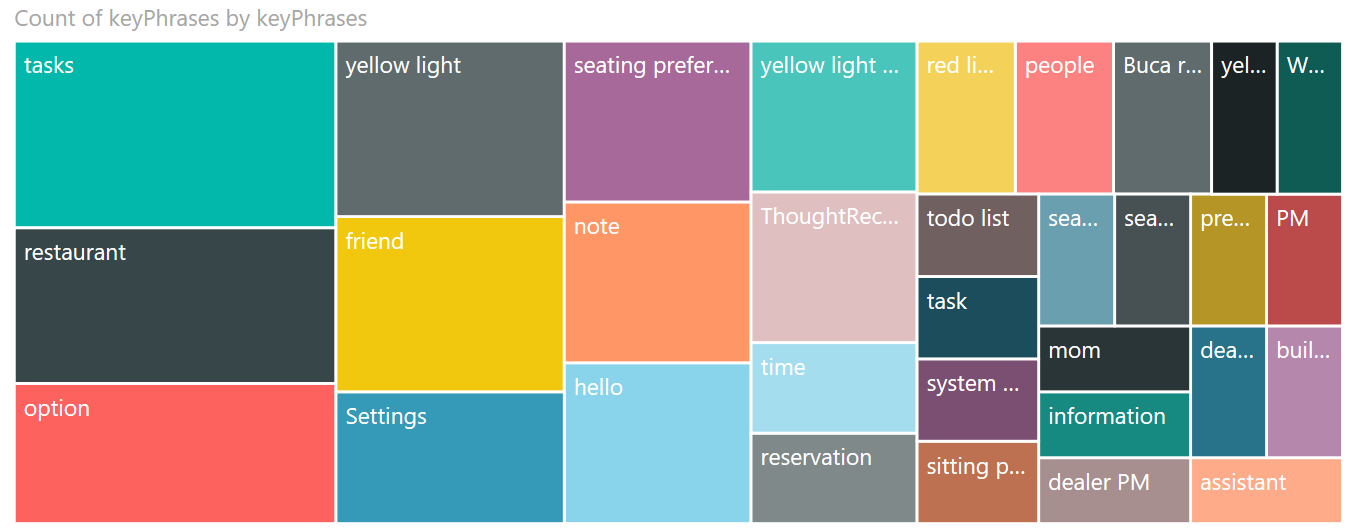 Count of keyPhrases by keyPhrases
tasks
restaurant
option
yellow light
friend
Settings
seating prefer...
note
hello
yellow light ...
ThoughtRec...
time
reservation
red li...
people
Buca r...
yel...
W...
todo list
task
system ...
sitting p...
sea...
sea...
pre...
PM
mom
information
dealer PM
dea...
buil...
assistant